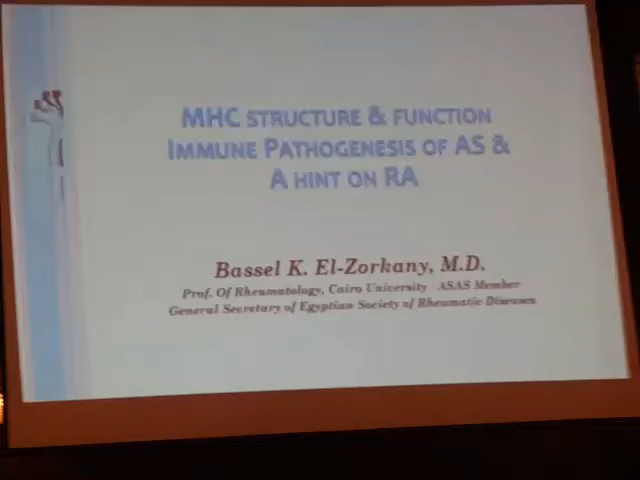 MHC STRUCTURE & FUNCTION
IMMUNE PATHOGENESIS OF AS &
A HINT ON RA
Bassel K. El-Zorkany, M.D.
Prof. Of Rheumatology, Cairo University ASAS Member
General Secretary of Egyptian Society of Rheumatic Diseases